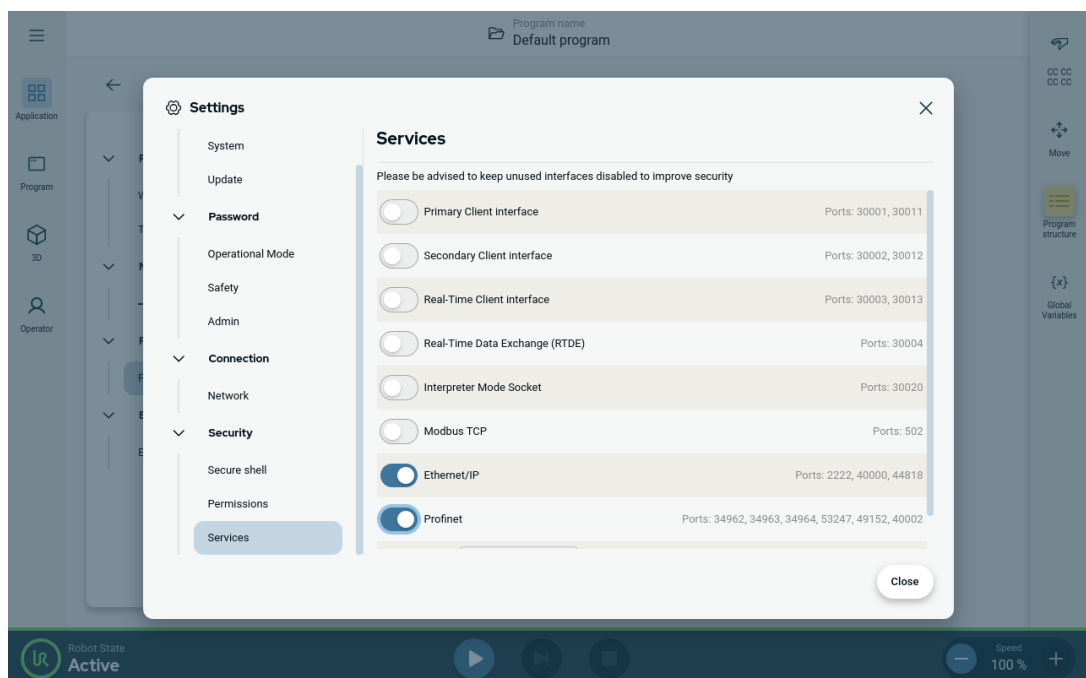 Program name
Default program
Application
Program
3D
Operator
Settings
System
Update
Password
Operational Mode
Safety
Admin
Connection
Network
Security
Secure shell
Permissions
Services
Services
Please be advised to keep unused interfaces disabled to improve security
Primary Client interface Ports: 30001, 30011
Secondary Client interface Ports: 30002, 30012
Real-Time Client interface Ports: 30003, 30013
Real-Time Data Exchange (RTDE) Ports: 30004
Interpreter Mode Socket Ports: 30020
Modbus TCP Ports: 502
Ethernet/IP Ports: 2222, 40000, 44818
Profinet Ports: 34962, 34963, 34964, 53247, 49152, 40002
Close
CC CC
CC CC
Move
Program
structure
{x}
Global
Variables
UR
Robot State
Active
Speed
100 %